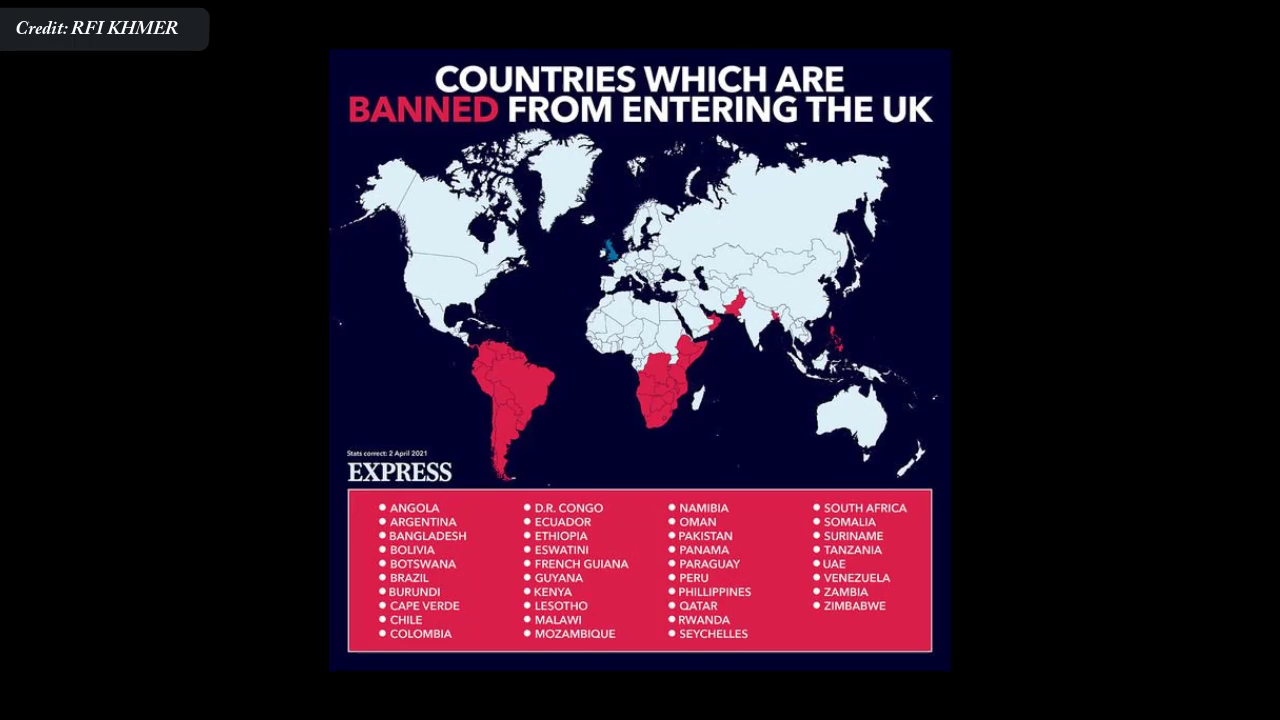 Credit: RFI KHMER
COUNTRIES WHICH ARE
BANNED FROM ENTERING THE UK
Stats correct: 2 April 2021
EXPRESS
ANGOLA
ARGENTINA
BANGLADESH
BOLIVIA
BOTSWANA
BRAZIL
BURUNDI
CAPE VERDE
CHILE
COLOMBIA
D.R. CONGO
ECUADOR
ETHIOPIA
ESWATINI
FRENCH GUIANA
GUYANA
KENYA
LESOTHO
MALAWI
MOZAMBIQUE
NAMIBIA
OMAN
PAKISTAN
PANAMA
PARAGUAY
PERU
PHILLIPPINES
QATAR
RWANDA
SEYCHELLES
SOUTH AFRICA
SOMALIA
SURINAME
TANZANIA
UAE
VENEZUELA
ZAMBIA
ZIMBABWE